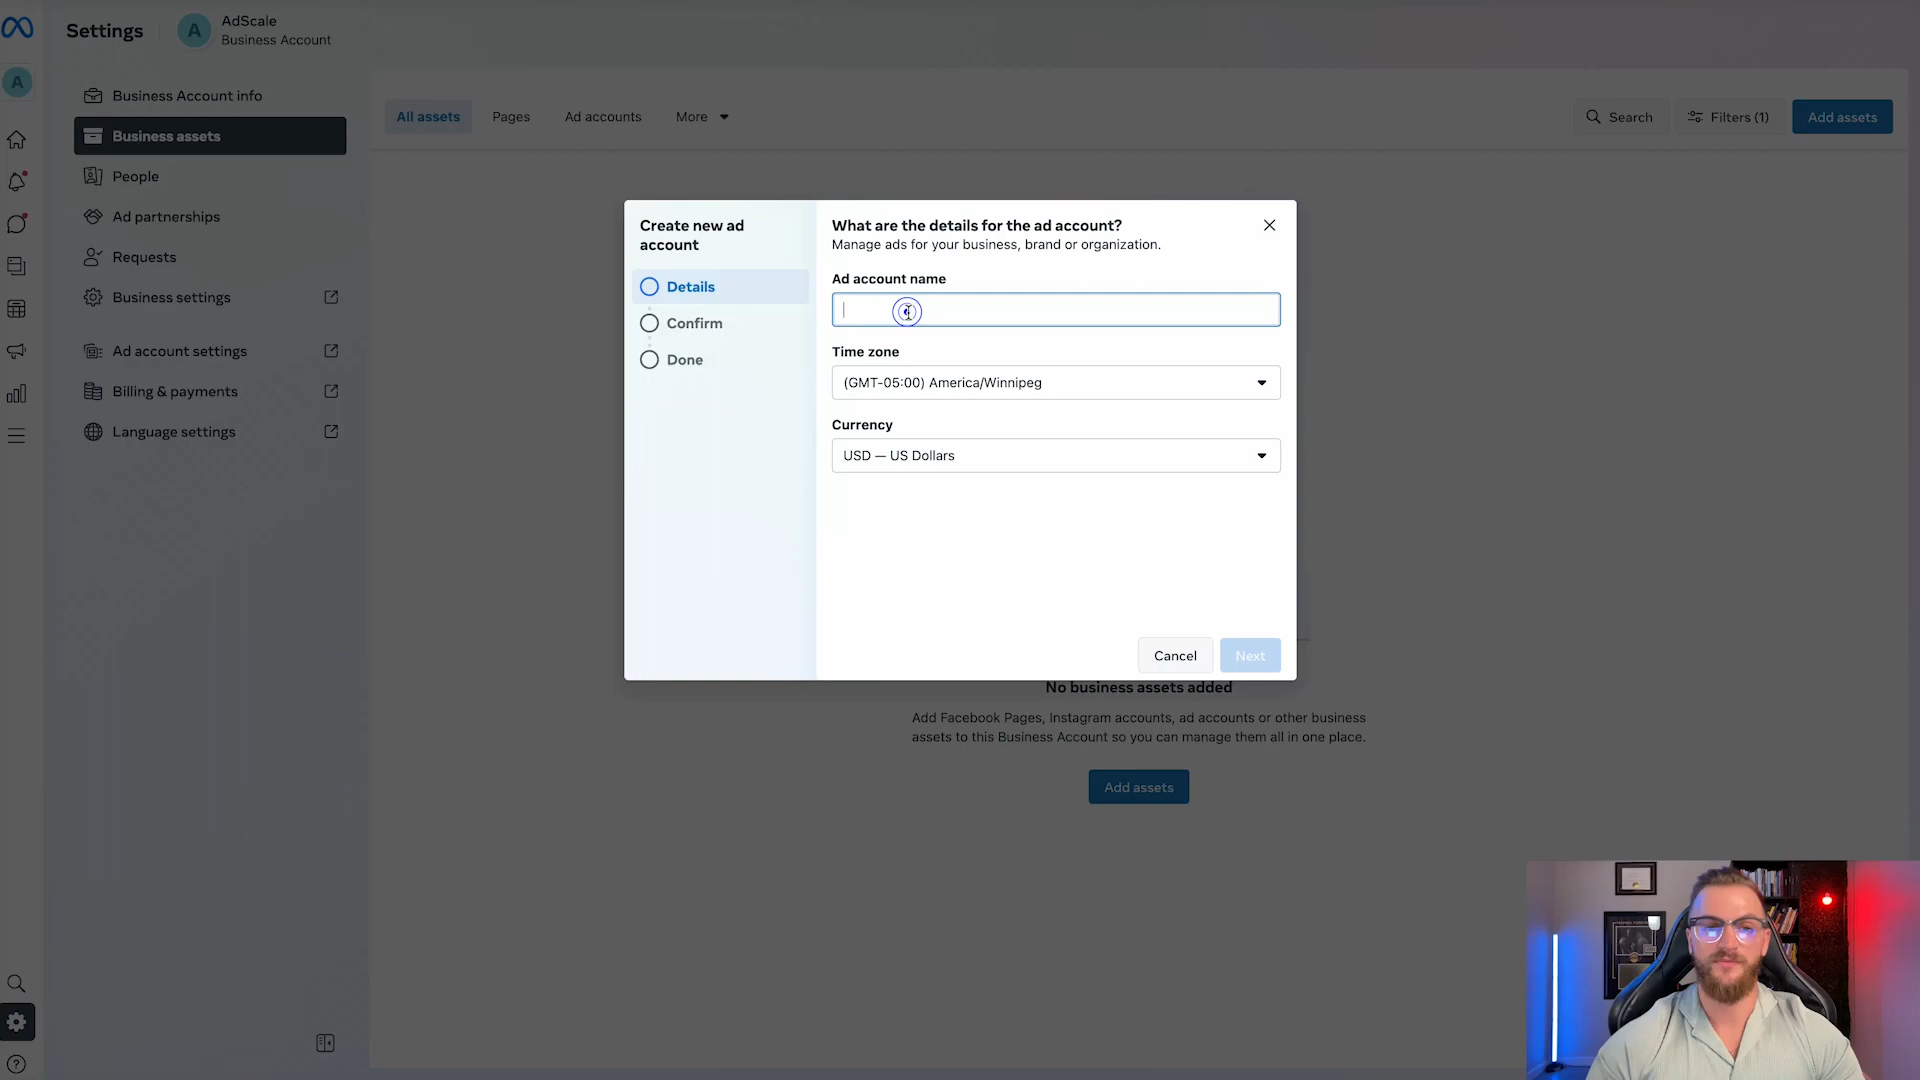 Settings
A
AdScale
Business Account
A
Business Account info
Business assets
People
Ad partnerships
Requests
Business settings
Ad account settings
Billing & payments
Language settings
All assets
Pages
Ad accounts
More
Search
Filters (1)
Add assets
Create new ad
account
Details
Confirm
Done
What are the details for the ad account?
Manage ads for your business, brand or organization.
Ad account name
Time zone
(GMT-05:00) America/Winnipeg
Currency
USD — US Dollars
Cancel
Next
No business assets added
Add Facebook Pages, Instagram accounts, ad accounts or other business
assets to this Business Account so you can manage them all in one place.
Add assets